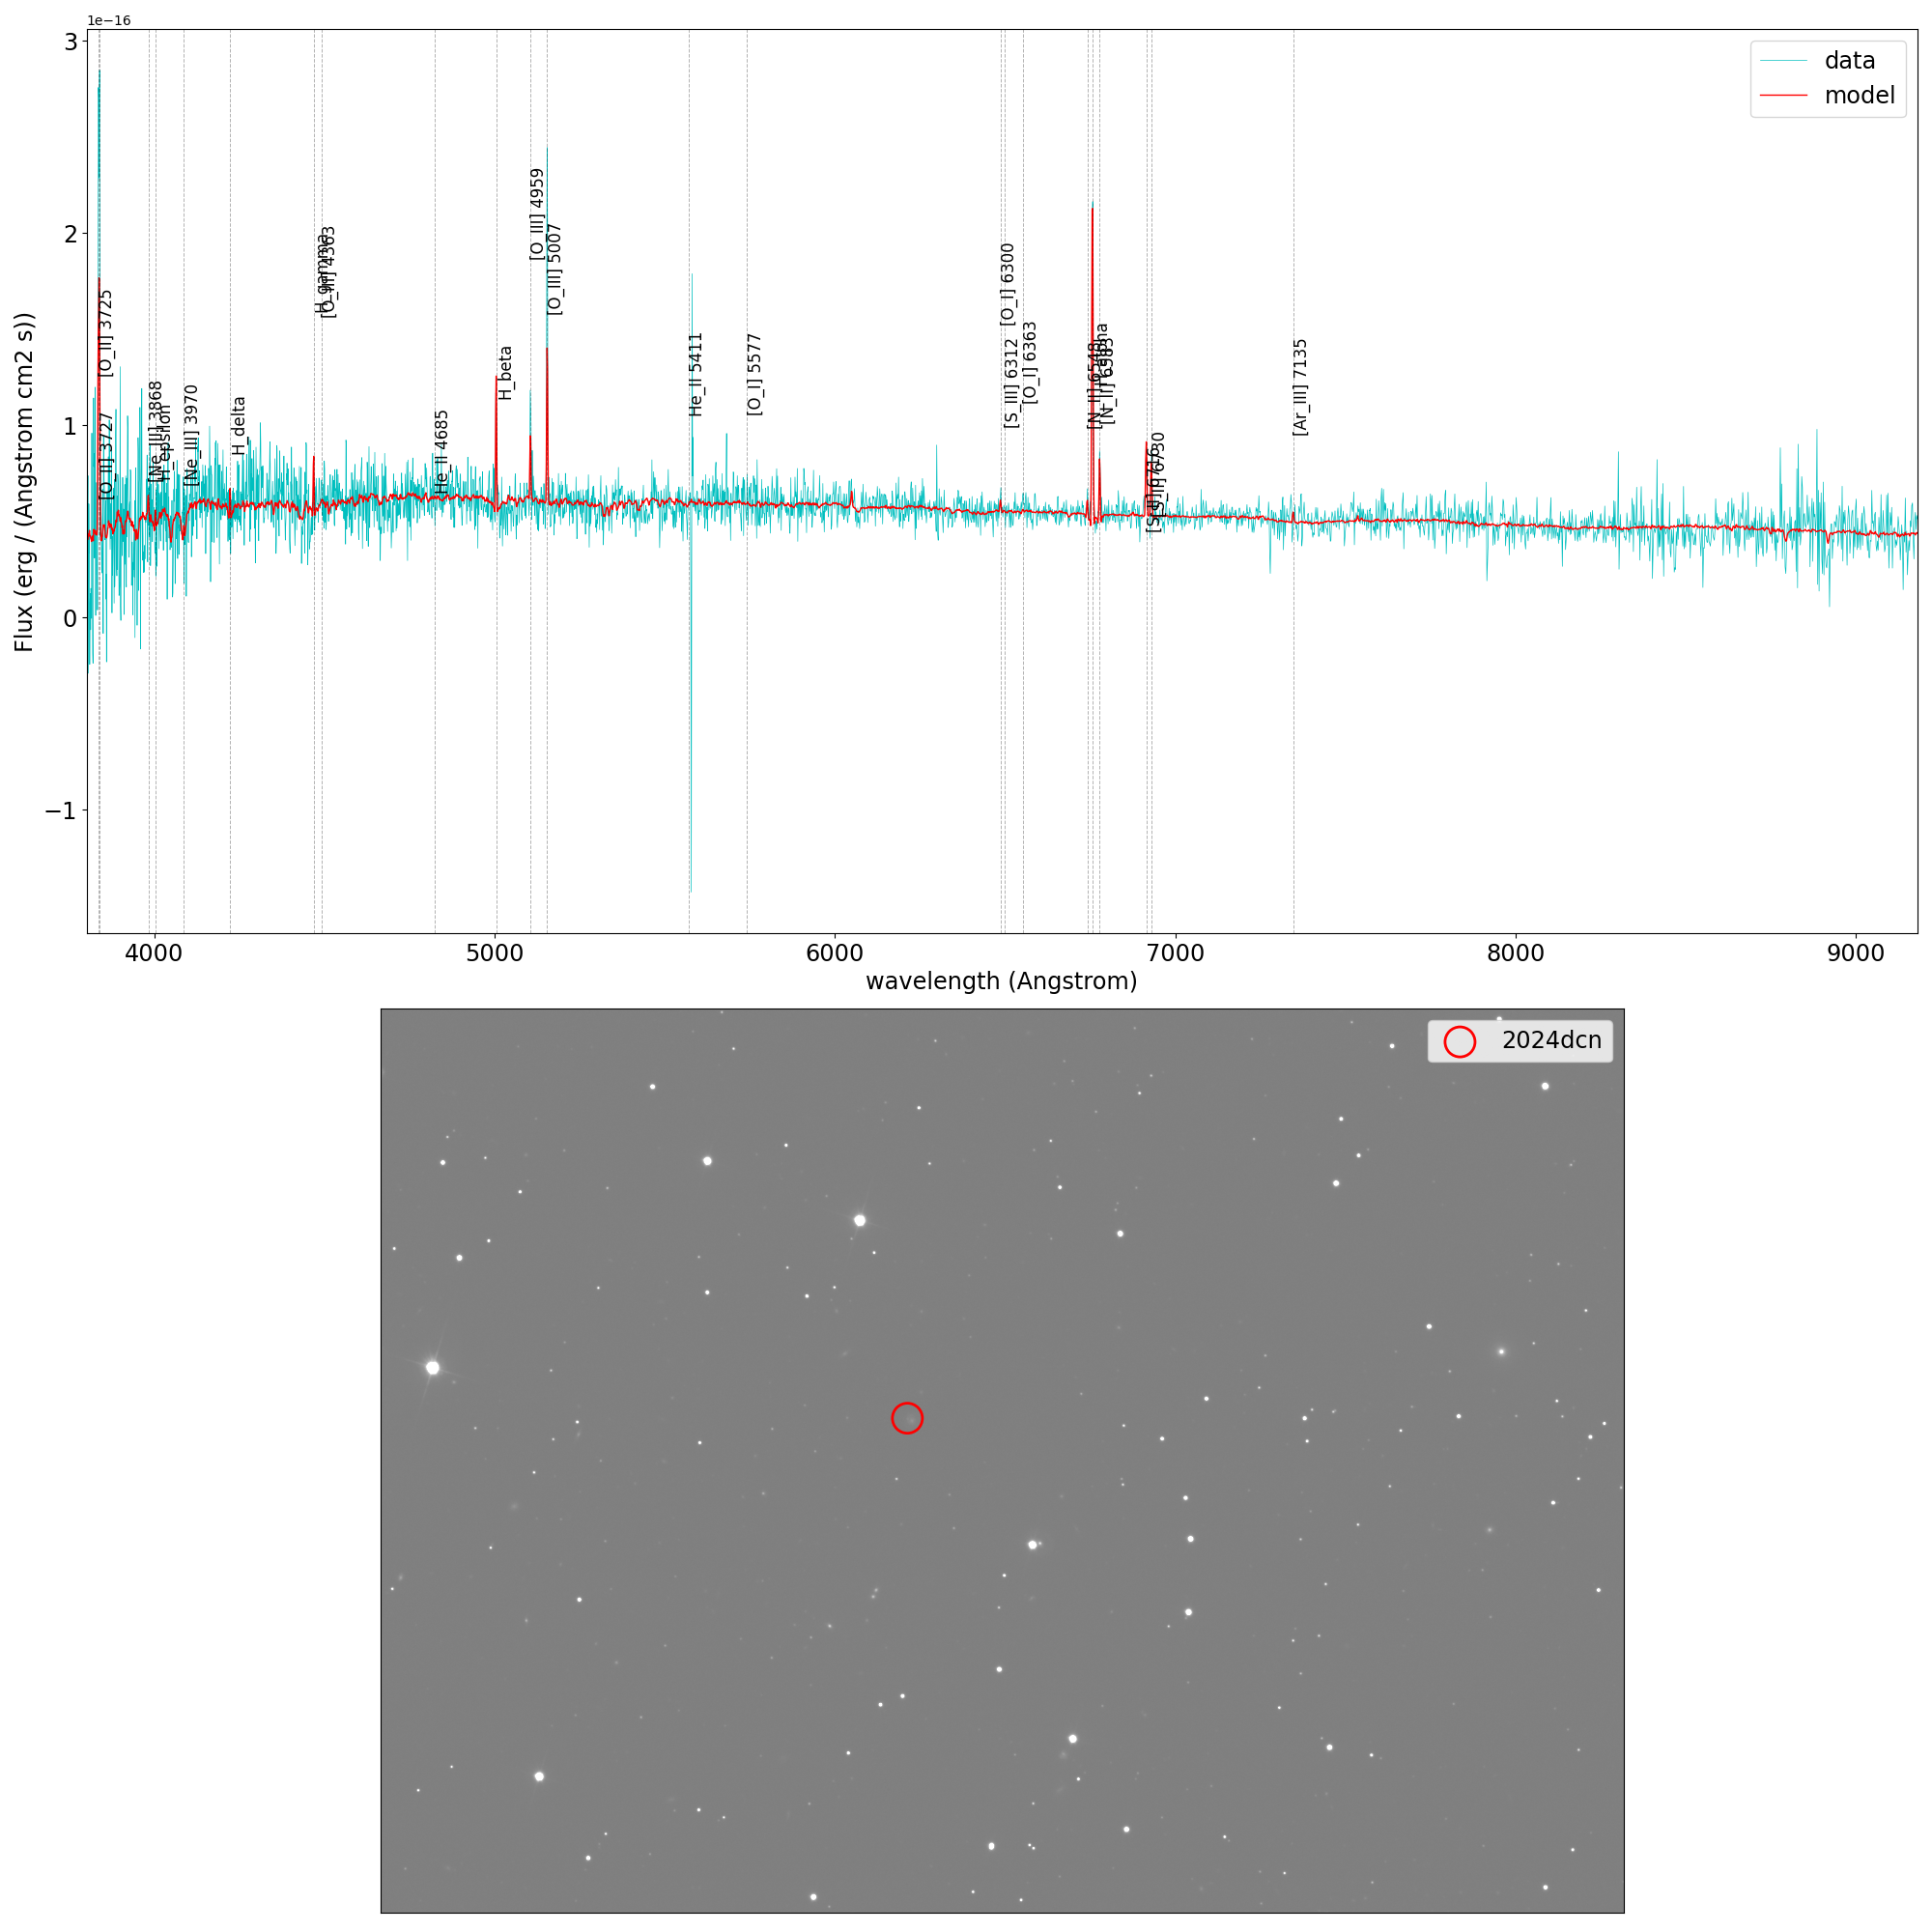 1e−16
data
model
3
2
1
0
−1
Flux (erg / (Angstrom cm2 s))
[O_II] 3725
[O_II] 3727
[Ne_III] 3868
H_epsilon
[Ne_III] 3970
H_delta
H_gamma
[O_III] 4363
He_II 4685
H_beta
[O_III] 4959
[O_III] 5007
He_II 5411
[O_I] 5577
[O_I] 6300
[S_III] 6312
[O_I] 6363
[N_II] 6548
[N_II] 6583
[S_II] 6730
[Ar_III] 7135
4000
5000
6000
7000
8000
9000
wavelength (Angstrom)
2024dcn